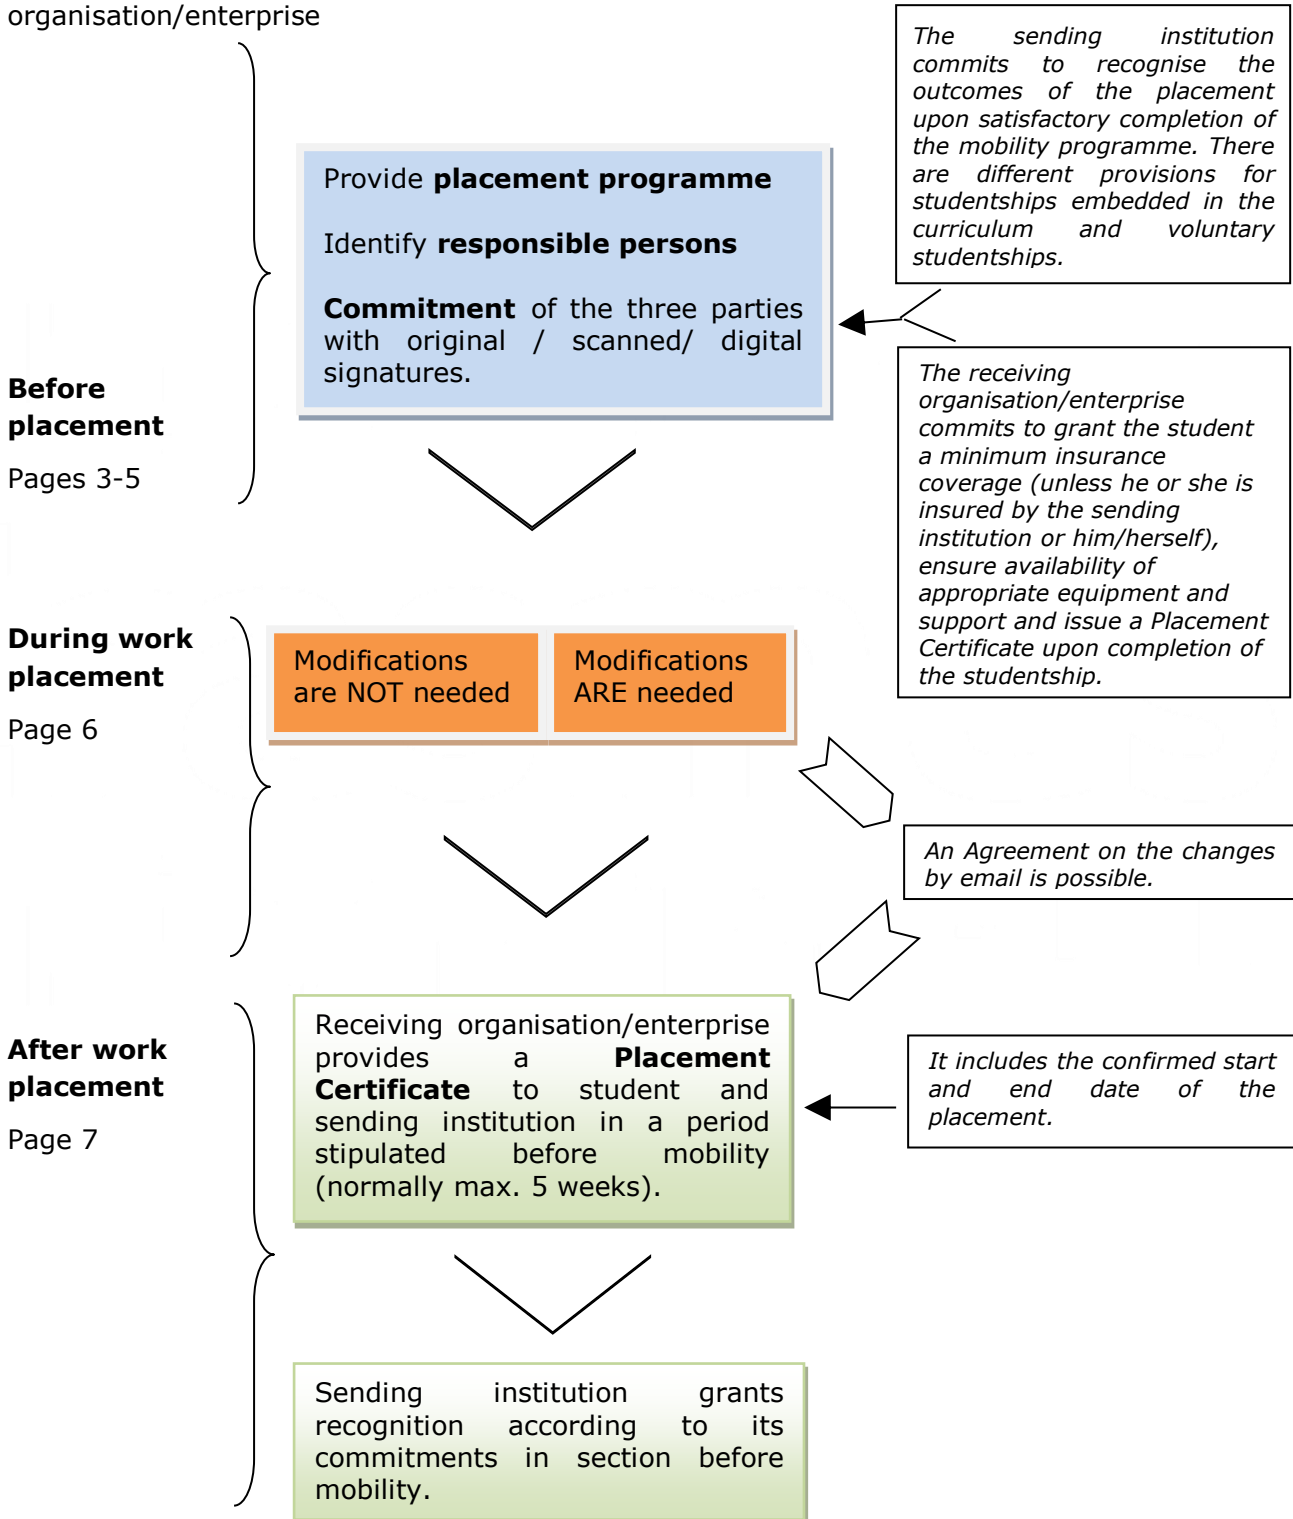 organisation/enterprise
The sending institution
commits to recognise the
outcomes of the placement
upon satisfactory completion of
the mobility programme. There
are different provisions for
studentships embedded in the
curriculum and voluntary
studentships.
Provide placement programme
Identify responsible persons
Commitment of the three parties
with original / scanned/ digital
signatures.
Before
placement
Pages 3-5
The receiving
organisation/enterprise
commits to grant the student
a minimum insurance
coverage (unless he or she is
insured by the sending
institution or him/herself),
ensure availability of
appropriate equipment and
support and issue a Placement
Certificate upon completion of
the studentship.
During work
placement
Page 6
Modifications
are NOT needed
Modifications
ARE needed
An Agreement on the changes
by email is possible.
After work
placement
Page 7
Receiving organisation/enterprise
provides a Placement
Certificate to student and
sending institution in a period
stipulated before mobility
(normally max. 5 weeks).
It includes the confirmed start
and end date of the
placement.
Sending institution grants
recognition according to its
commitments in section before
mobility.